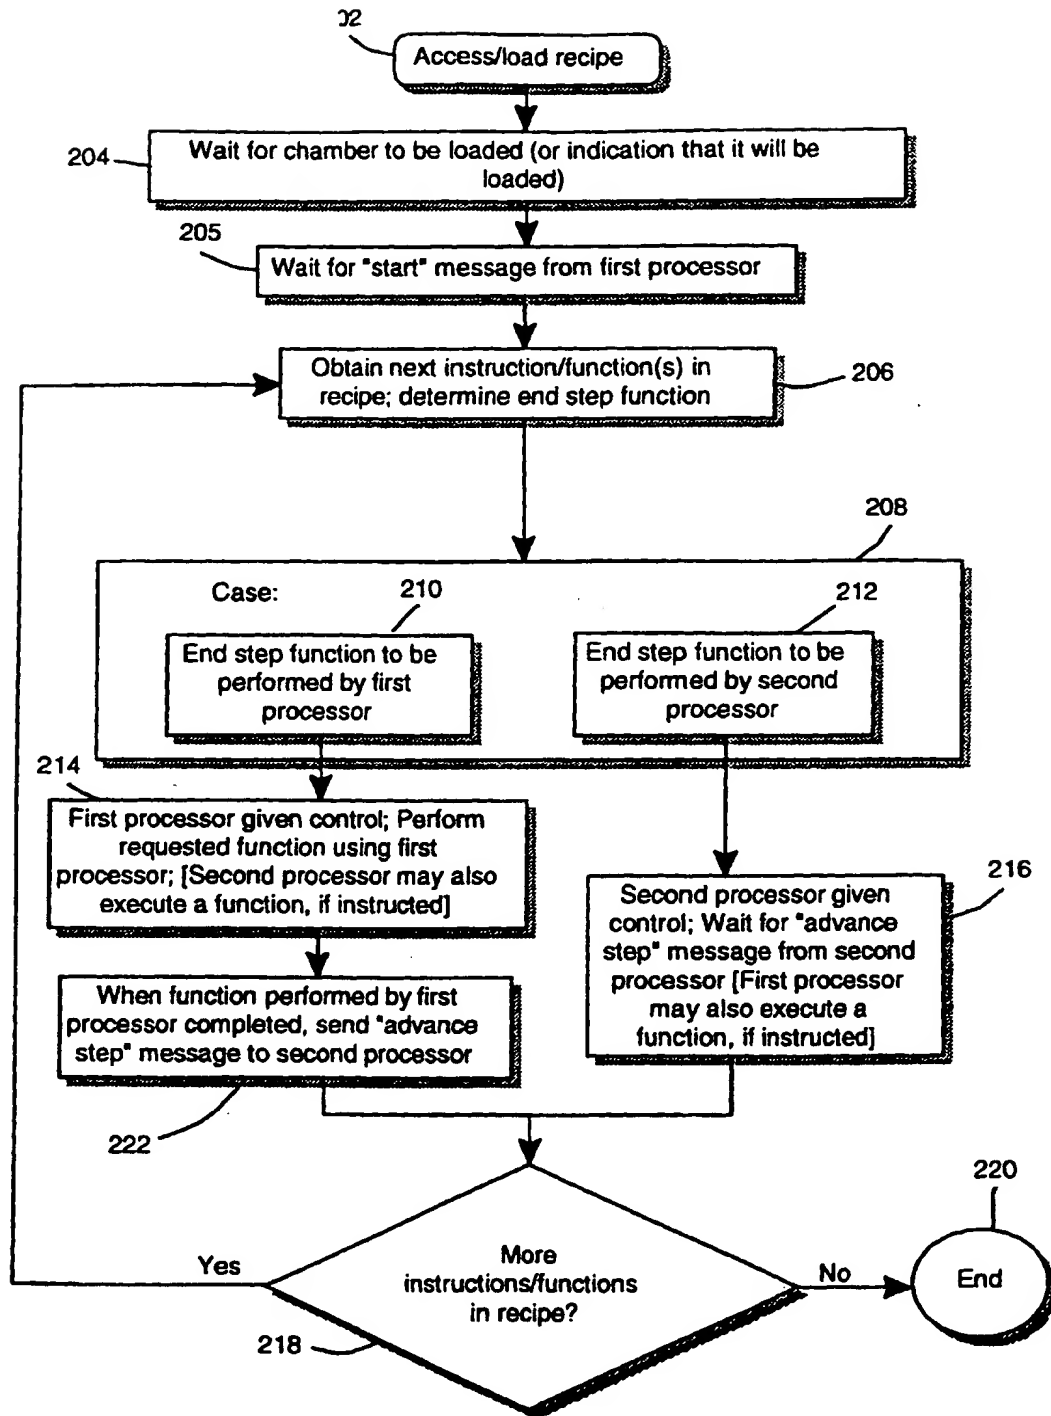 02
Access/load recipe
204
Wait for chamber to be loaded (or indication that it will be
loaded)
205
Wait for "start" message from first processor
Obtain next instruction/function(s) in
recipe; determine end step function
206
208
Case:
210
212
End step function to be
performed by first
processor
End step function to be
performed by second
processor
214
First processor given control; Perform
requested function using first
processor; [Second processor may also
execute a function, if instructed]
216
Second processor given
control; Wait for "advance
step" message from second
processor [First processor
may also execute a
function, if instructed]
When function performed by first
processor completed, send "advance
step" message to second processor
222
220
Yes
More
instructions/functions
in recipe?
No
End
218